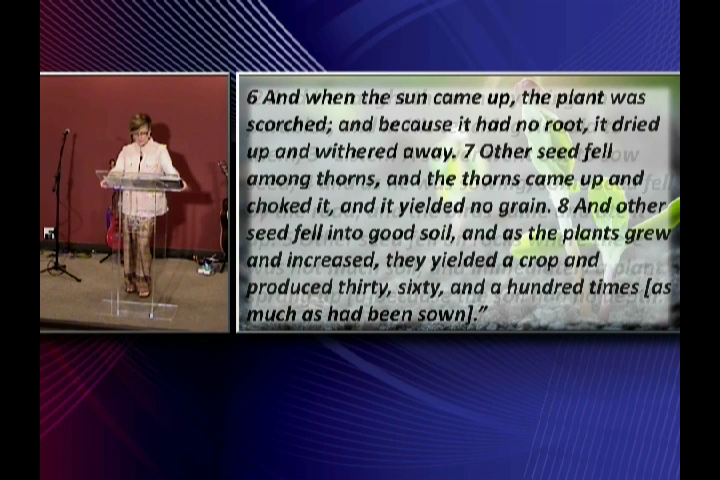 6 And when the sun came up, the plant was
scorched; and because it had no root, it dried
up and withered away. 7 Other seed fell
among thorns, and the thorns came up and
choked it, and it yielded no grain. 8 And other
seed fell into good soil, and as the plants grew
and increased, they yielded a crop and
produced thirty, sixty, and a hundred times [as
much as had been sown].”